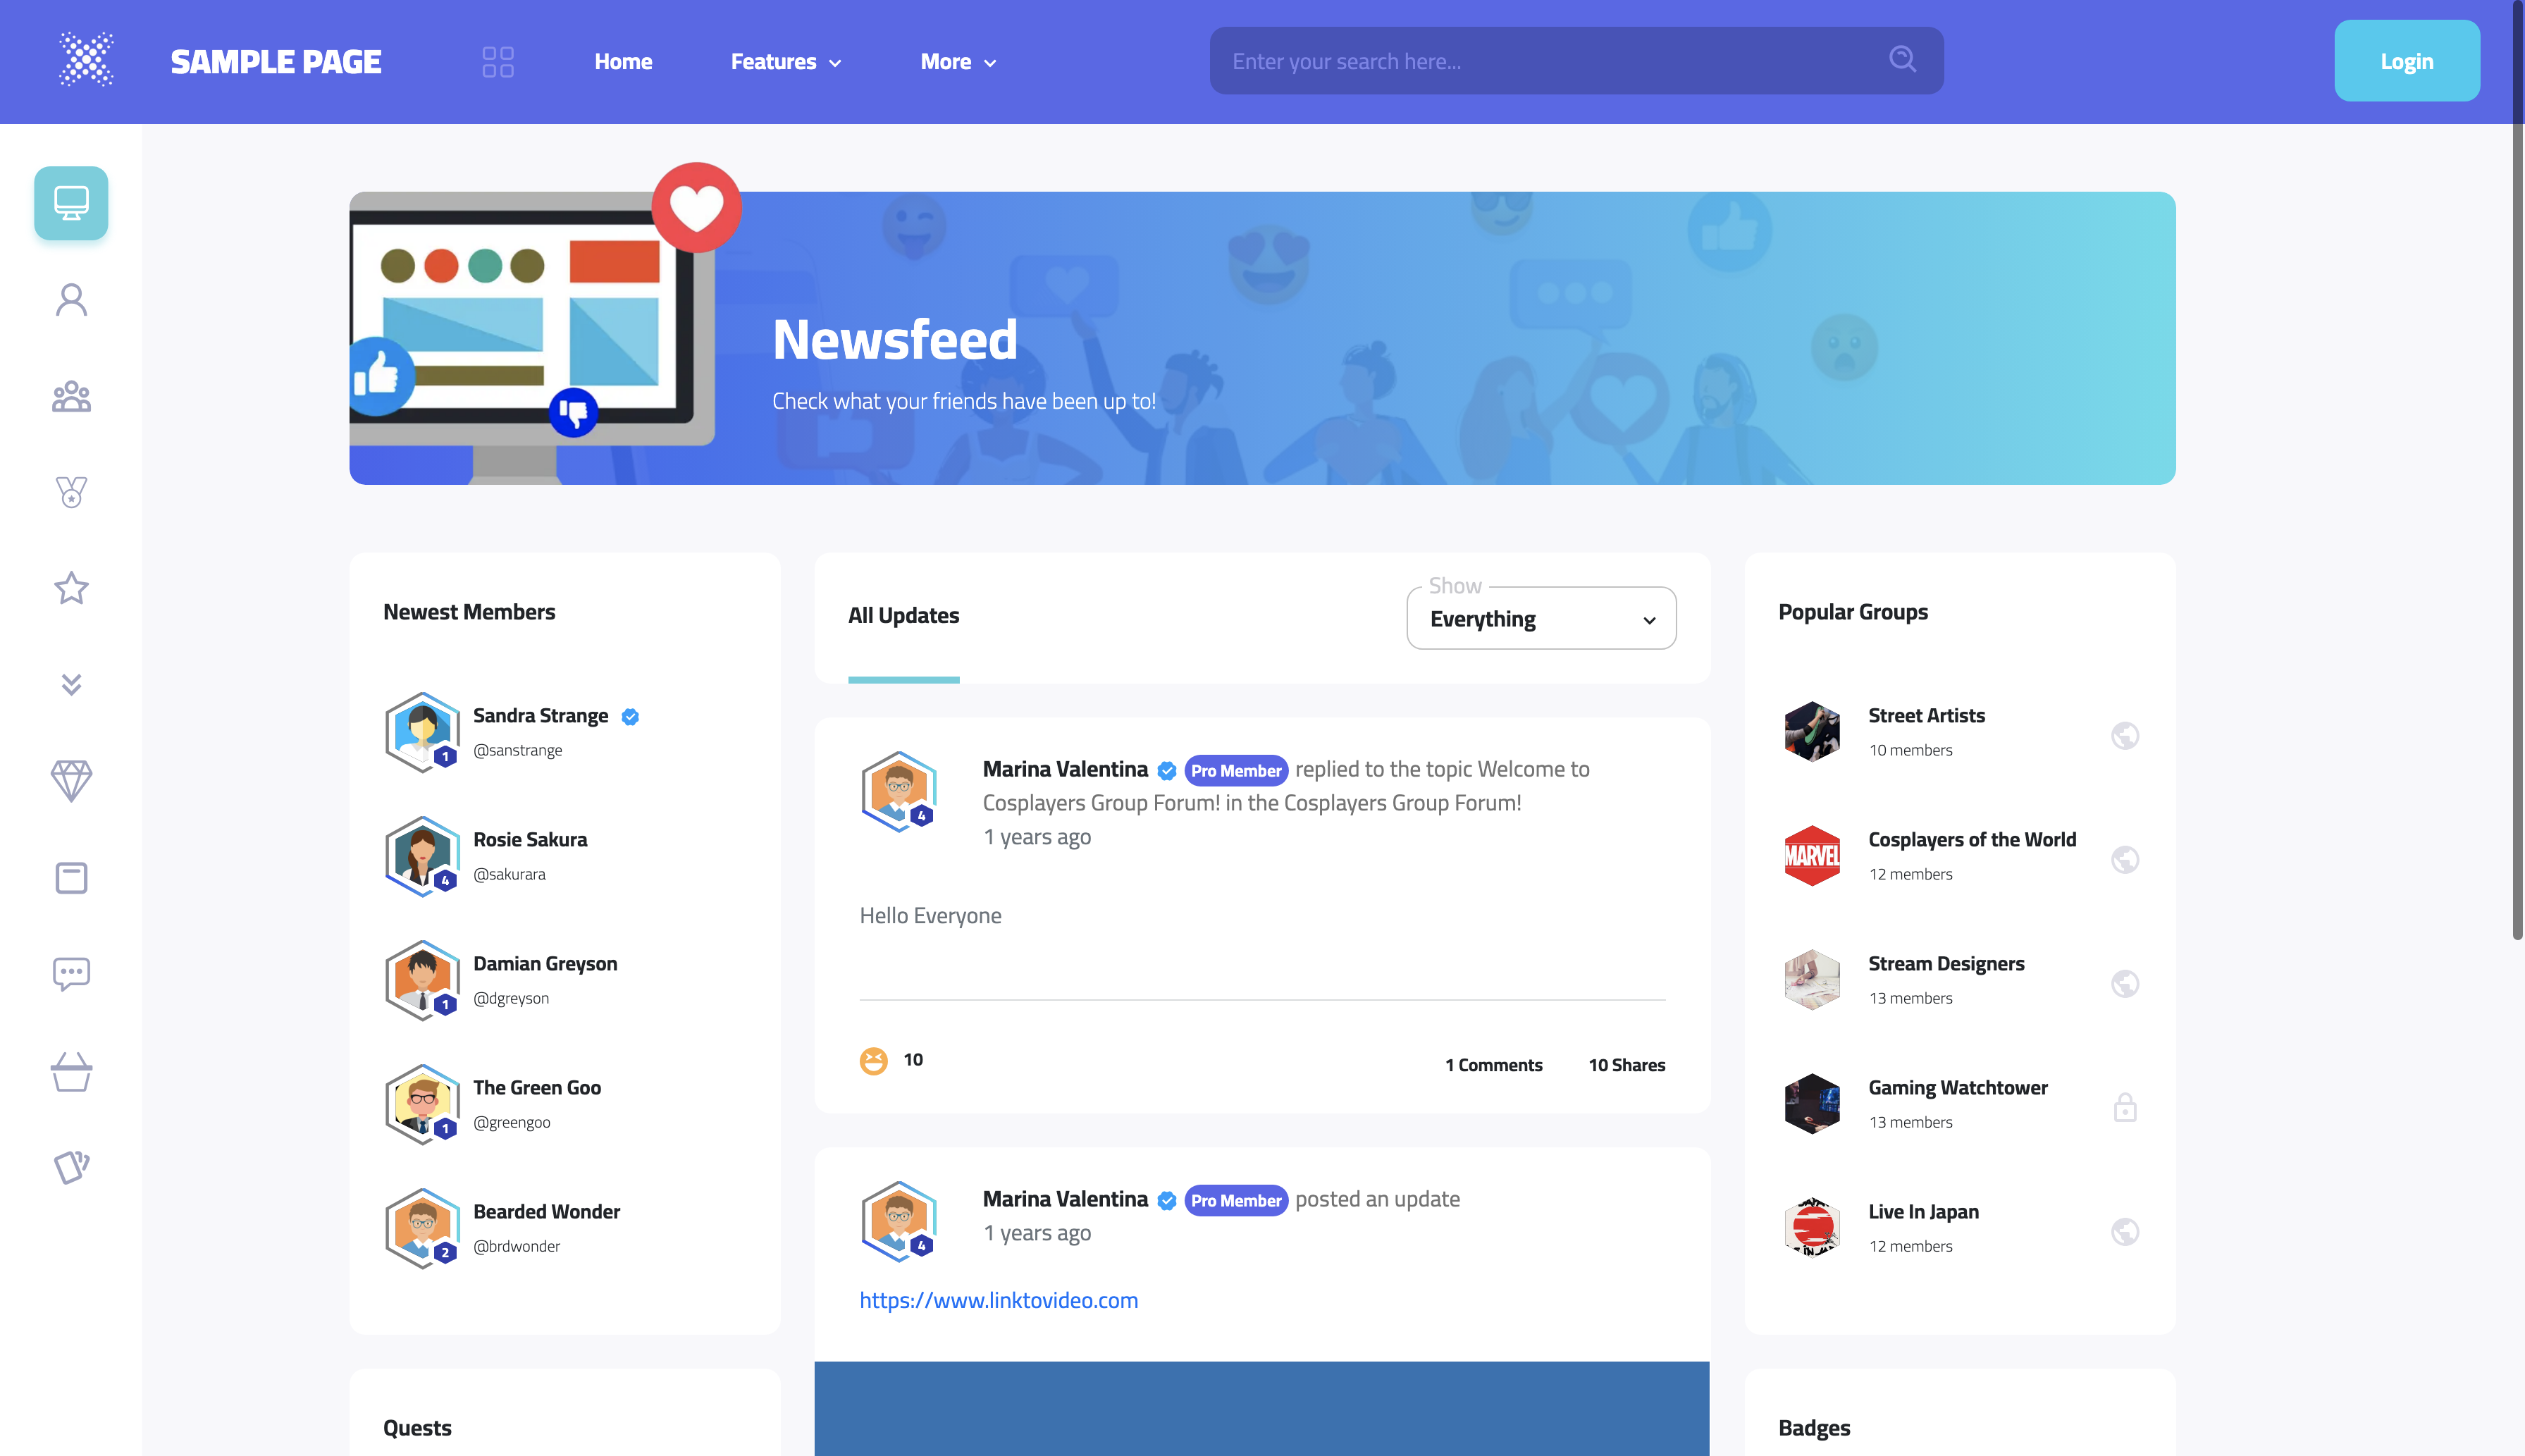 SAMPLE PAGE
Home
Features
More
Enter your search here...
Login
Newsfeed
Check what your friends have been up to!
Newest Members
Sandra Strange
1
@sanstrange
Rosie Sakura
4
@sakurara
Damian Greyson
1
@dgreyson
The Green Goo
1
@greengoo
Bearded Wonder
2
@brdwonder
Quests
All Updates
Show
Everything
Marina Valentina Pro Member replied to the topic Welcome to
Cosplayers Group Forum! in the Cosplayers Group Forum!
4
1 years ago
Hello Everyone
10
1 Comments
10 Shares
Marina Valentina Pro Member posted an update
4
1 years ago
https://www.linktovideo.com
Popular Groups
Street Artists
10 members
MARVEL
Cosplayers of the World
12 members
Stream Designers
13 members
Gaming Watchtower
13 members
Live In Japan
12 members
Badges